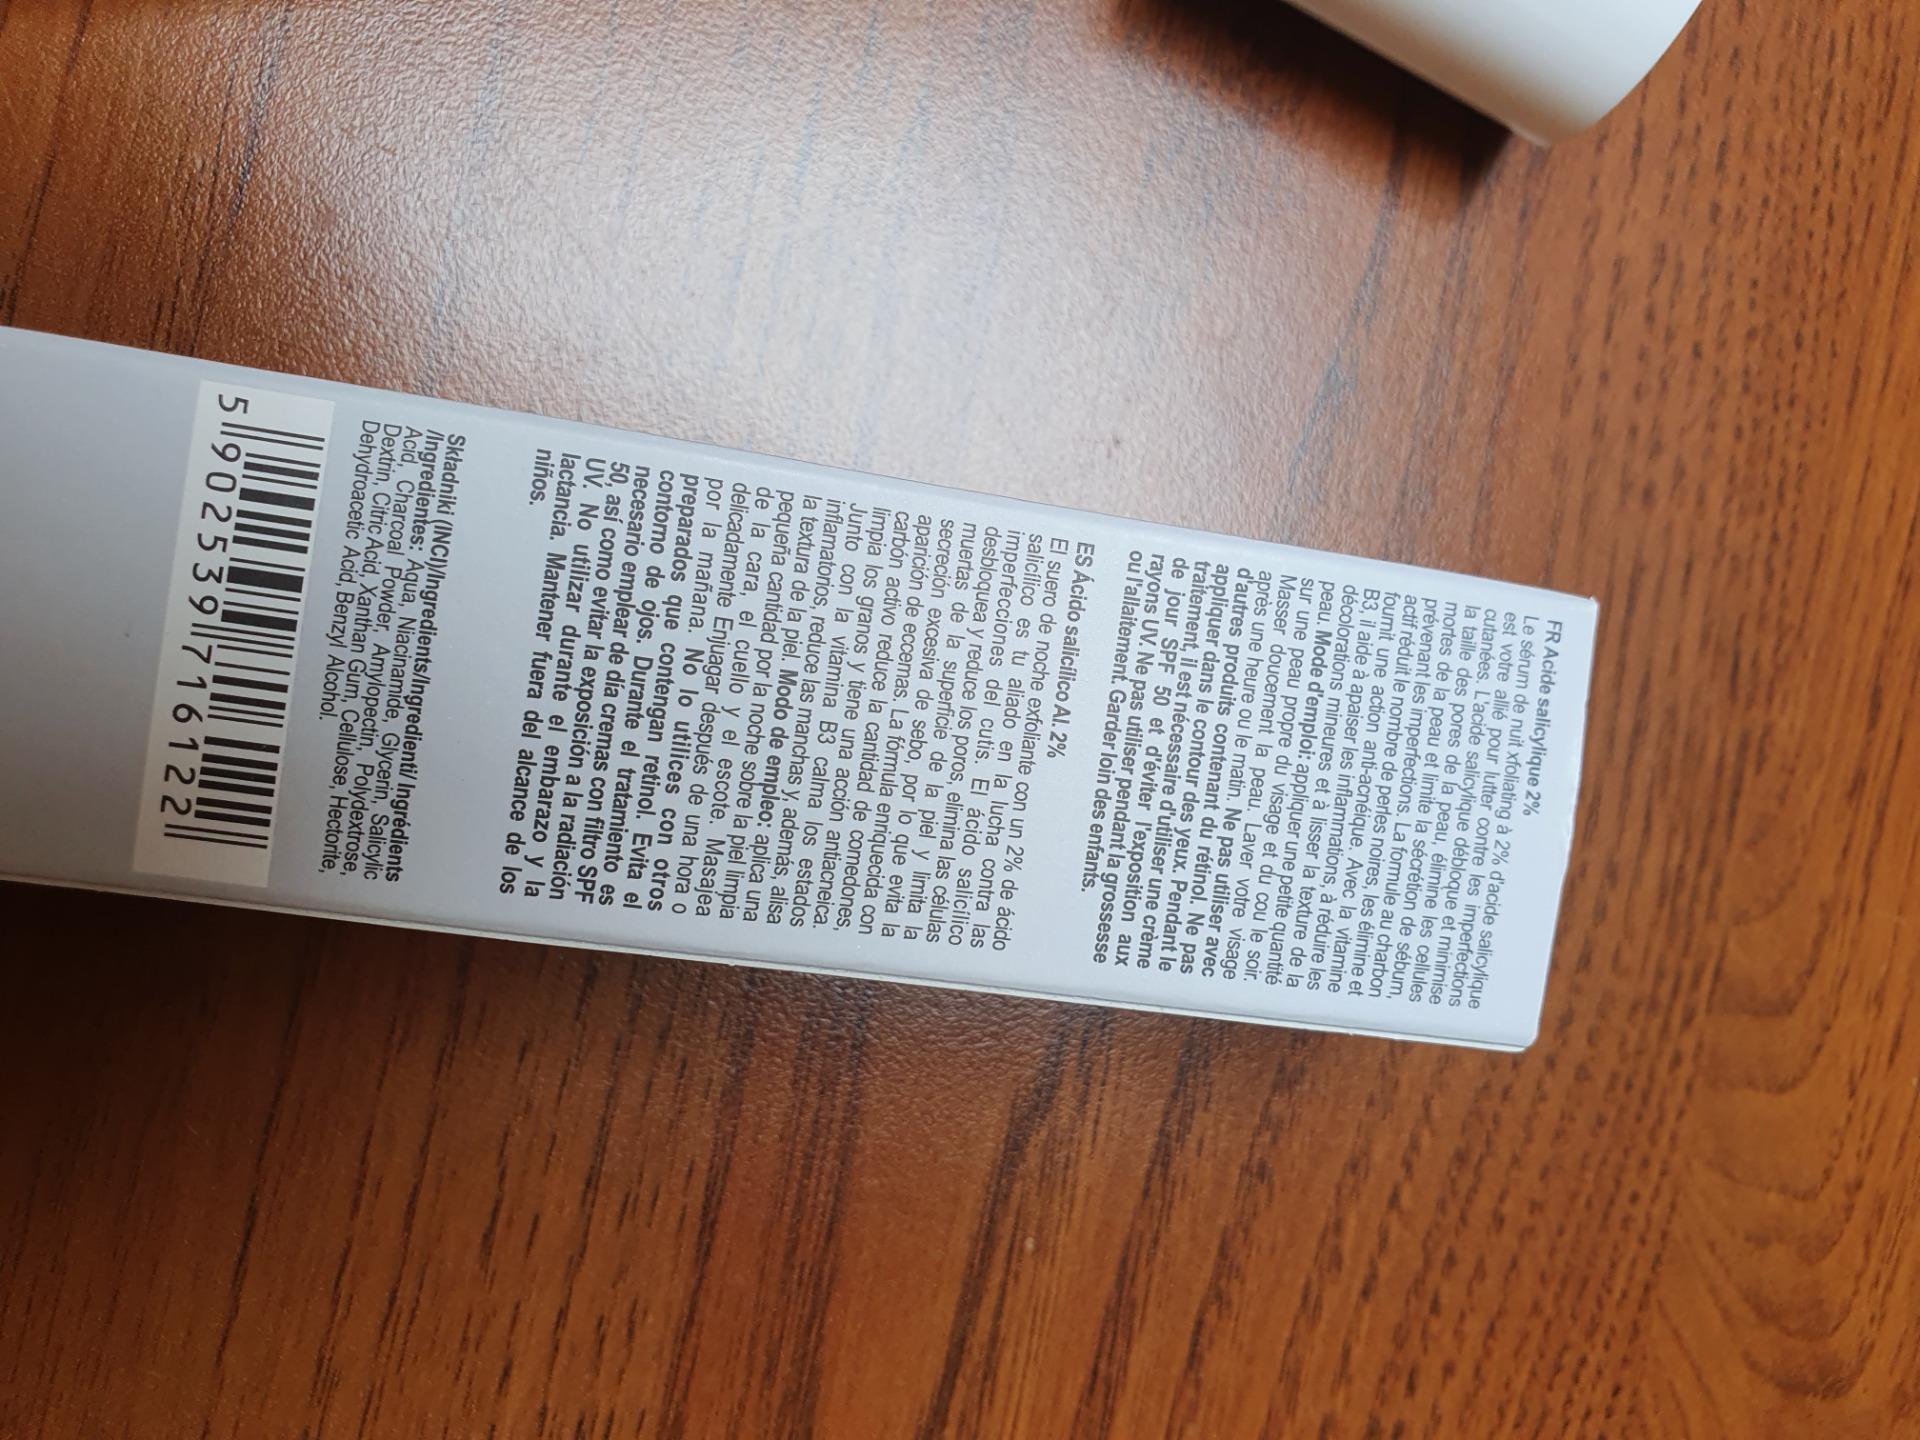 FR Acide salicylique 2%
Le sérum de nuit xfoliating à 2% d'acide salicylique
est votre allié pour lutter contre les imperfections
cutanées. L'acide salicylique débloque et minimise
la taille des pores de la peau, élimine les cellules
mortes de la peau et limite la sécrétion de sébum,
prévenant les imperfections. La formule au charbon
actif réduit le nombre de perles noires, les élimine et
fournit une action anti-acnéique. Avec la vitamine
B3, il aide à apaiser les inflammations, à réduire les
décolorations mineures et à lisser la texture de la
peau. Mode d'emploi: appliquer une petite quantité
sur une peau propre du visage et du cou le soir.
Masser doucement la peau. Laver votre visage
après une heure ou le matin. Ne pas utiliser avec
d'autres produits contenant du rétinol. Ne pas
appliquer dans le contour des yeux. Pendant le
traitement, il est nécessaire d'utiliser une crème
de jour SPF 50 et d'éviter l'exposition aux
rayons UV. Ne pas utiliser pendant la grossesse
ou l'allaitement. Garder loin des enfants.
ES Ácido salicílico Al. 2%
El suero de noche exfoliante con un 2% de ácido
salicílico es tu aliado en la lucha contra las
imperfecciones del cutis. El ácido salicílico
desbloquea y reduce los poros, elimina las células
muertas de la superficie de la piel y limita la
secreción excesiva de sebo, por lo que evita la
aparición de eccemas. La fórmula enriquecida con
carbón activo reduce la cantidad de comedones,
limpia los granos y tiene una acción antiacneica.
Junto con la vitamina B3 calma los estados
inflamatorios, reduce las manchas y, además, alisa
la textura de la piel. Modo de empleo: aplica una
pequeña cantidad por la noche sobre la piel limpia
de la cara, el cuello y el escote. Masajea
delicadamente Enjuagar después de una hora o
por la mañana. No lo utilices con otros
preparados que contengan retinol. Evita el
contorno de ojos. Durante el tratamiento es
necesario emplear de día cremas con filtro SPF
50, así como evitar la exposición a la radiación
UV. No utilizar durante el embarazo y la
lactancia. Mantener fuera del alcance de los
niños.
Składniki (INCI)/Ingredients/Ingredienti/ Ingrédients
/Ingredientes: Aqua, Niacinamide, Glycerin, Salicylic
Acid, Charcoal Powder, Amylopectin, Polydextrose,
Dextrin, Citric Acid, Xanthan Gum, Cellulose, Hectorite,
Dehydroacetic Acid, Benzyl Alcohol.
5 902539 716122